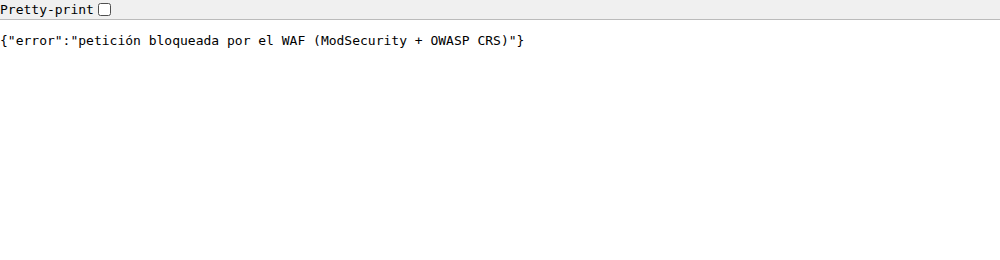 Pretty-print
{"error":"petición bloqueada por el WAF (ModSecurity + OWASP CRS)"}